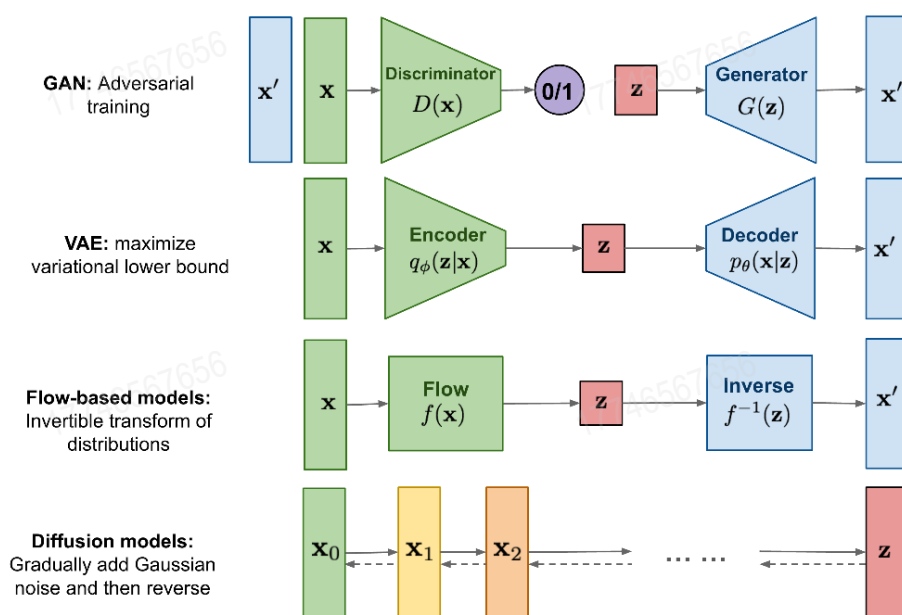 GAN: Adversarial
training
x′
x
Discriminator
D(x)
0/1
z
Generator
G(z)
x′
VAE: maximize
variational lower bound
x
Encoder
qϕ(z|x)
z
Decoder
pθ(x|z)
x′
Flow-based models:
Invertible transform of
distributions
x
Flow
f(x)
z
Inverse
f⁻¹(z)
x′
Diffusion models:
Gradually add Gaussian
noise and then reverse
x₀
x₁
x₂
... ...
z